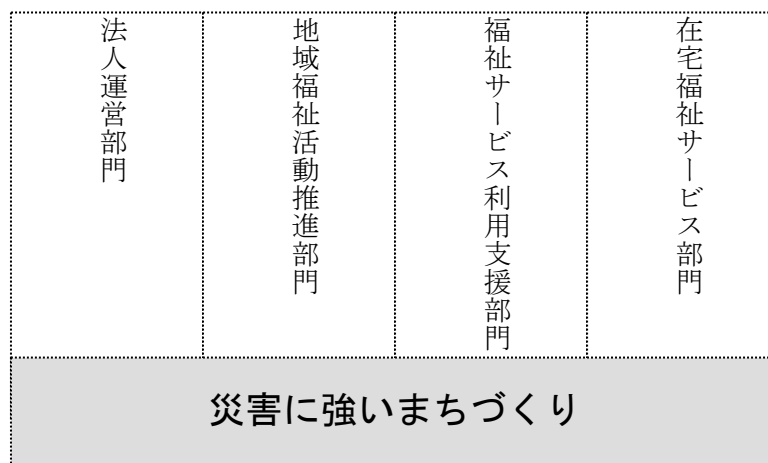 法人運営部門
地域福祉活動推進部門
福祉サービス利用支援部門
在宅福祉サービス部門
災害に強いまちづくり